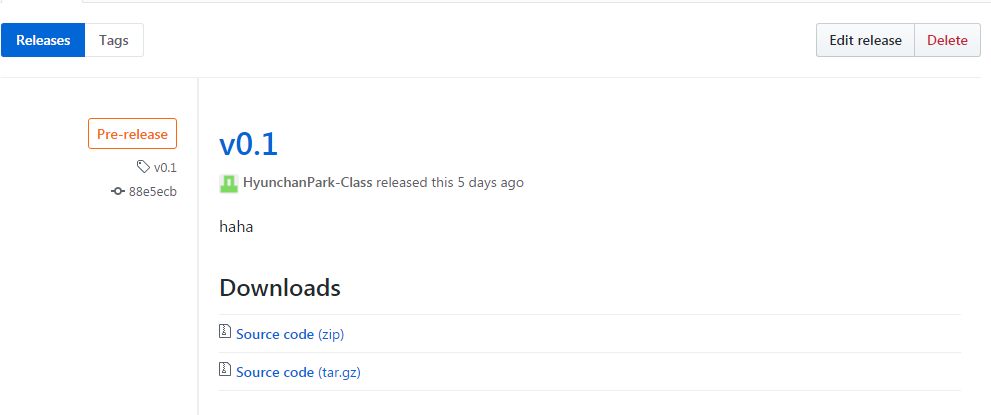 Releases Tags Edit release Delete
Pre-release
v0.1
88e5ecb
v0.1
HyunchanPark-Class released this 5 days ago
haha
Downloads
Source code (zip)
Source code (tar.gz)